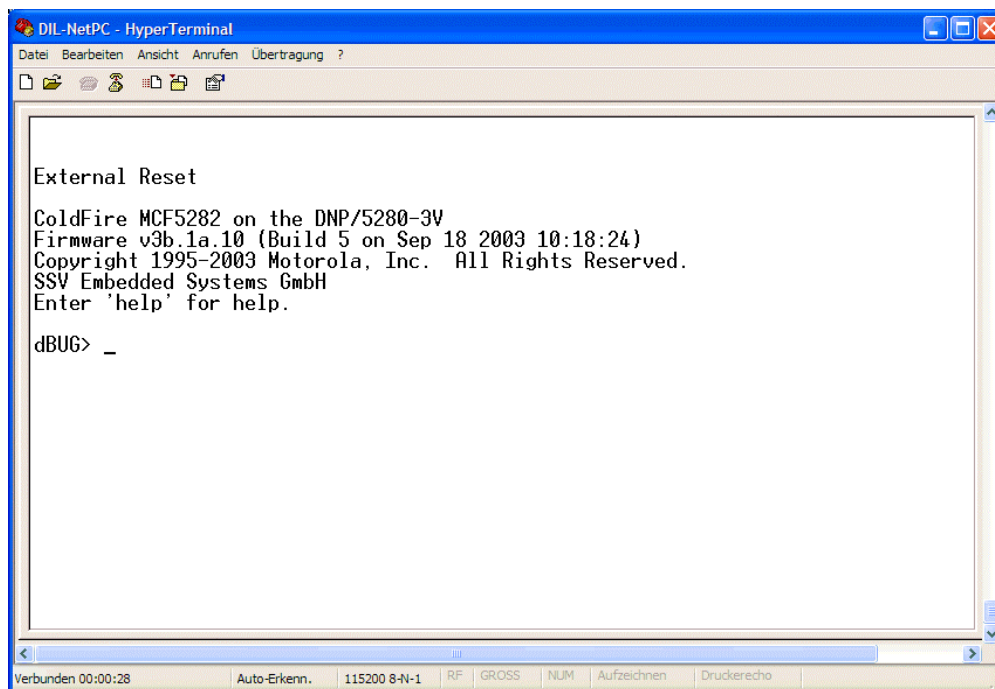 DIL-NetPC - HyperTerminal
Datei Bearbeiten Ansicht Anrufen Übertragung ?
External Reset
ColdFire MCF5282 on the DNP/5280-3V
Firmware v3b.1a.10 (Build 5 on Sep 18 2003 10:18:24)
Copyright 1995-2003 Motorola, Inc.  All Rights Reserved.
SSV Embedded Systems GmbH
Enter 'help' for help.
dBUG> _
Verbunden 00:00:28 Auto-Erkenn. 115200 8-N-1 RF GROSS NUM Aufzeichnen Druckerecho